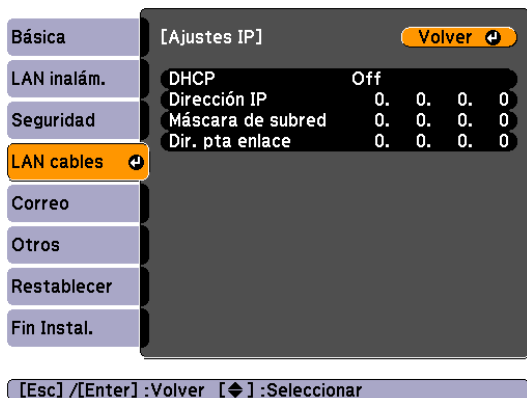 Básica
LAN inalám.
Seguridad
LAN cables
Correo
Otros
Restablecer
Fin Instal.
[Ajustes IP]
Volver
DHCP Off
Dirección IP 0. 0. 0. 0
Máscara de subred 0. 0. 0. 0
Dir. pta enlace 0. 0. 0. 0
[Esc] /[Enter] :Volver [◆] :Seleccionar